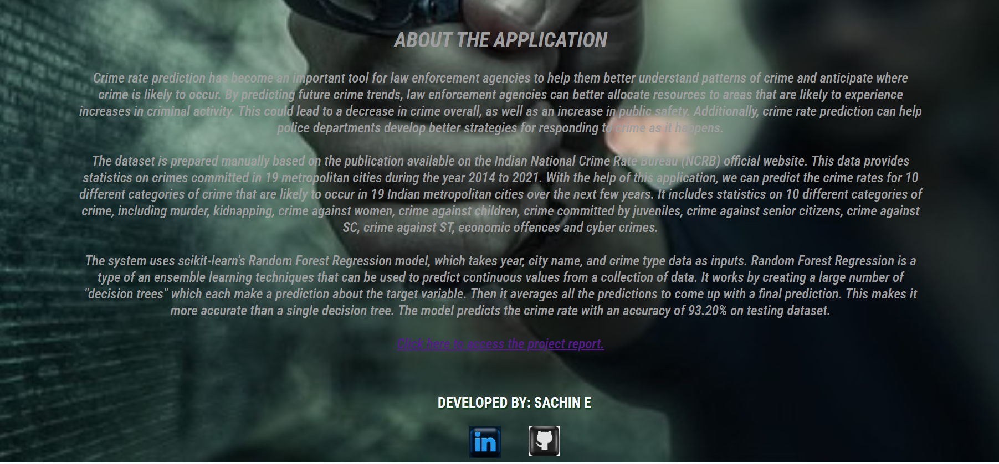 ABOUT THE APPLICATION
Crime rate prediction has become an important tool for law enforcement agencies to help them better understand patterns of crime and anticipate where
crime is likely to occur. By predicting future crime trends, law enforcement agencies can better allocate resources to areas that are likely to experience
increases in criminal activity. This could lead to a decrease in crime overall, as well as an increase in public safety. Additionally, crime rate prediction can help
police departments develop better strategies for responding to crime as it happens.
The dataset is prepared manually based on the publication available on the Indian National Crime Rate Bureau (NCRB) official website. This data provides
statistics on crimes committed in 19 metropolitan cities during the year 2014 to 2021. With the help of this application, we can predict the crime rates for 10
different categories of crime that are likely to occur in 19 Indian metropolitan cities over the next few years. It includes statistics on 10 different categories of
crime, including murder, kidnapping, crime against women, crime against children, crime committed by juveniles, crime against senior citizens, crime against
SC, crime against ST, economic offences and cyber crimes.
The system uses scikit-learn's Random Forest Regression model, which takes year, city name, and crime type data as inputs. Random Forest Regression is a
type of an ensemble learning techniques that can be used to predict continuous values from a collection of data. It works by creating a large number of
"decision trees" which each make a prediction about the target variable. Then it averages all the predictions to come up with a final prediction. This makes it
more accurate than a single decision tree. The model predicts the crime rate with an accuracy of 93.20% on testing dataset.
Click here to access the project report.
DEVELOPED BY: SACHIN E
in